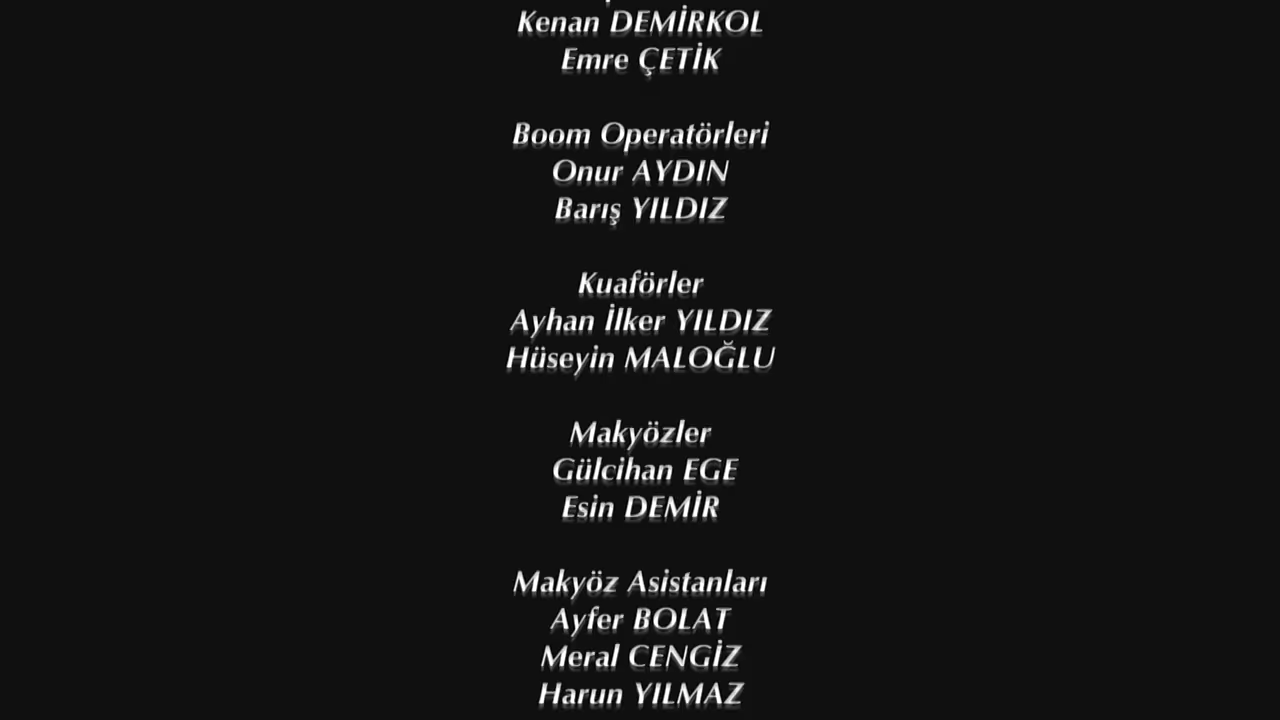 Kenan DEMİRKOL
Emre ÇETİK
Boom Operatörleri
Onur AYDIN
Barış YILDIZ
Kuaförler
Ayhan İlker YILDIZ
Hüseyin MALOĞLU
Makyözler
Gülcihan EGE
Esin DEMİR
Makyöz Asistanları
Ayfer BOLAT
Meral CENGİZ
Harun YILMAZ